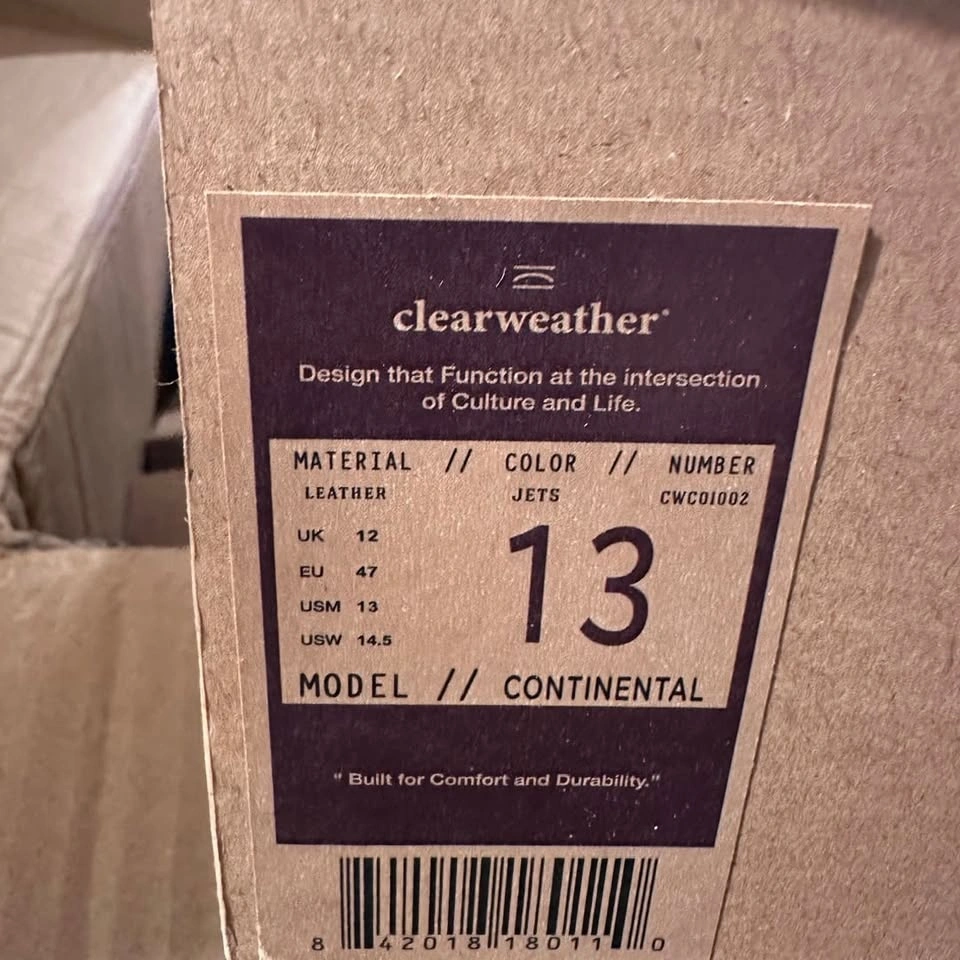 clearweather®
Design that Function at the intersection
of Culture and Life.
MATERIAL // COLOR // NUMBER
LEATHER JETS CWC01002
UK 12
EU 47
USM 13
USW 14.5
13
MODEL // CONTINENTAL
" Built for Comfort and Durability."
8 42018 18011 0